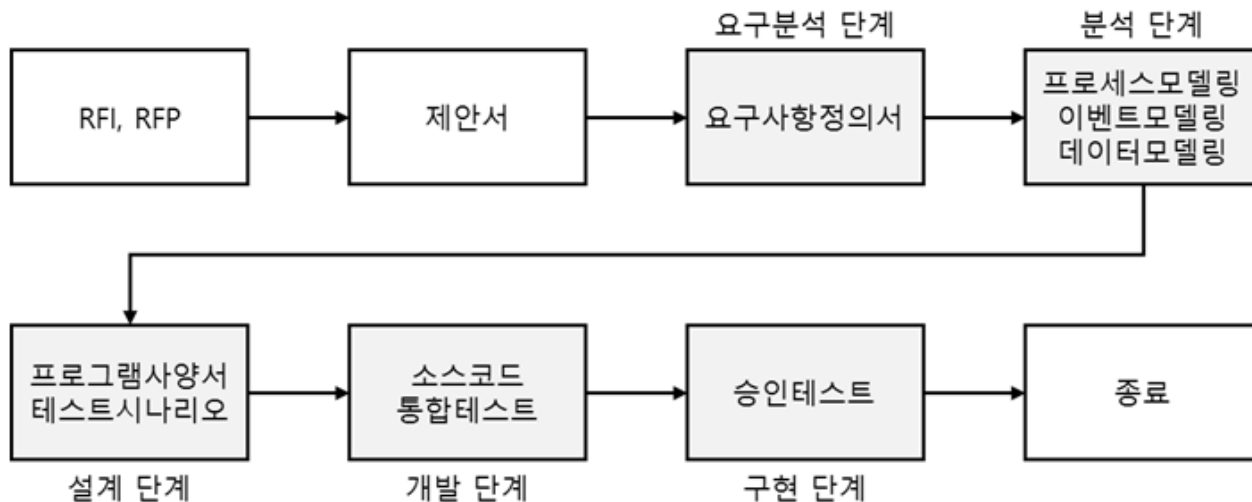 요구분석 단계
분석 단계
RFI, RFP
제안서
요구사항정의서
프로세스모델링
이벤트모델링
데이터모델링
프로그램사양서
테스트시나리오
소스코드
통합테스트
승인테스트
종료
설계 단계
개발 단계
구현 단계